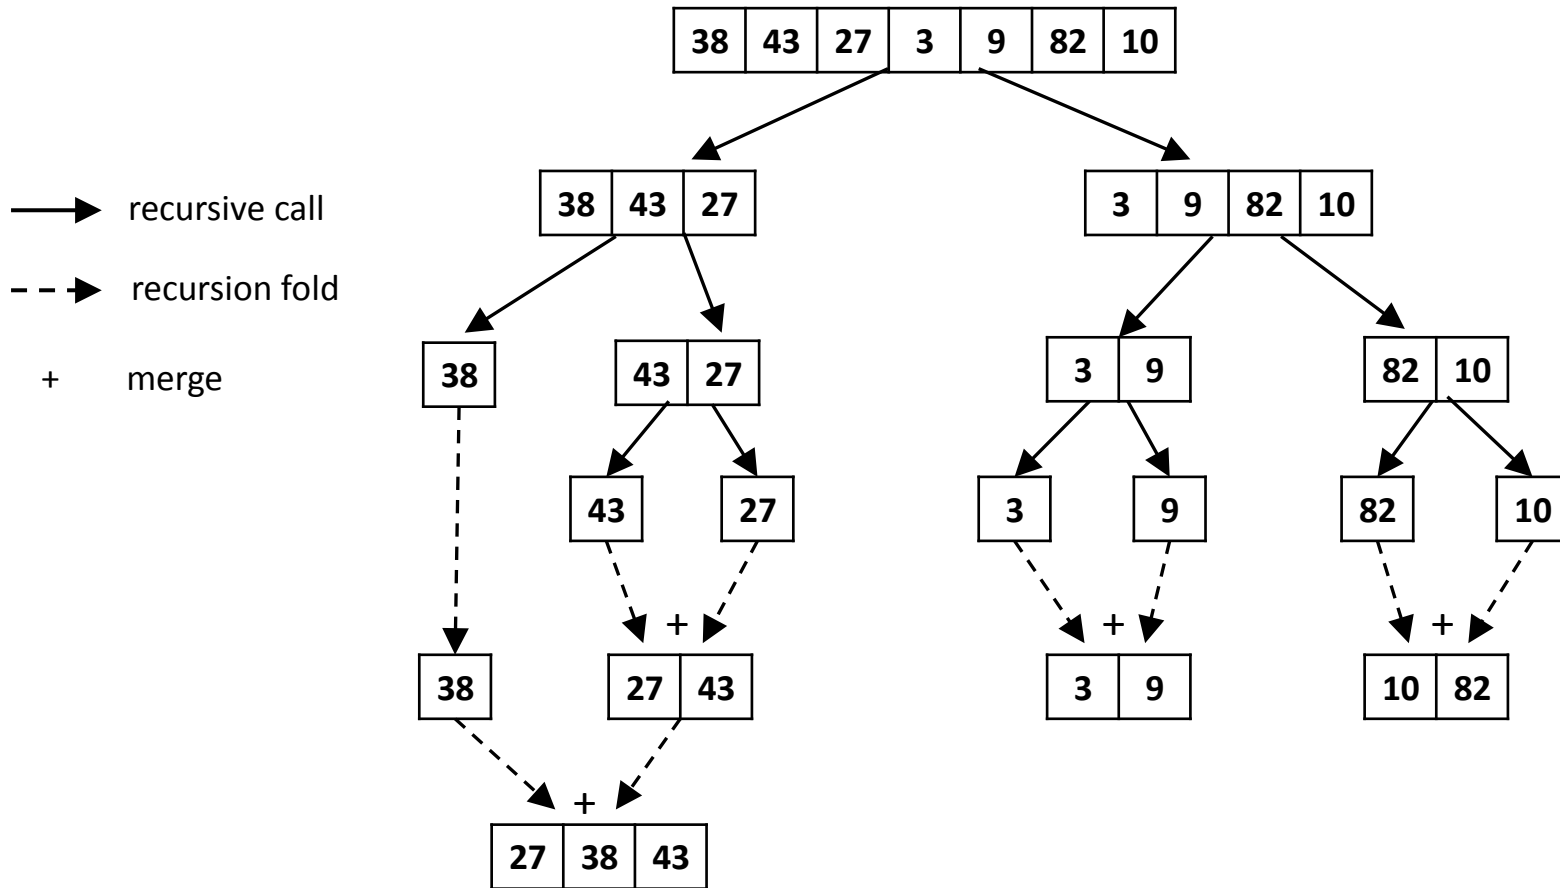 38 43 27 3 9 82 10
recursive call
recursion fold
+ merge
38 43 27
3 9 82 10
38
43 27
3 9
82 10
43
27
3
9
82
10
+
+
+
38
27 43
3 9
10 82
+
27 38 43